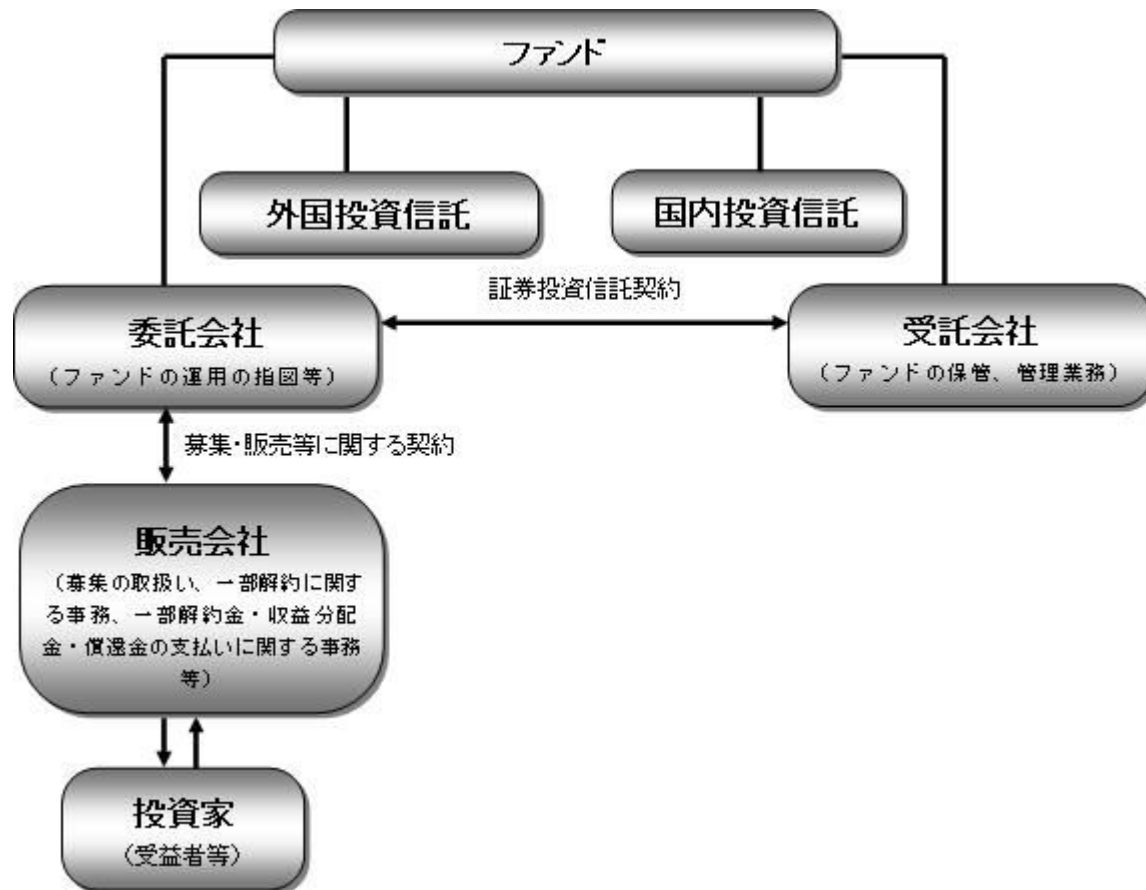 ファンド
外国投資信託
国内投資信託
証券投資信託契約
委託会社
（ファンドの運用の指図等）
受託会社
（ファンドの保管、管理業務）
募集・販売等に関する契約
販売会社
（募集の取扱い、一部解約に関す
る事務、一部解約金・収益分配
金・償還金の支払いに関する事務
等）
投資家
（受益者等）